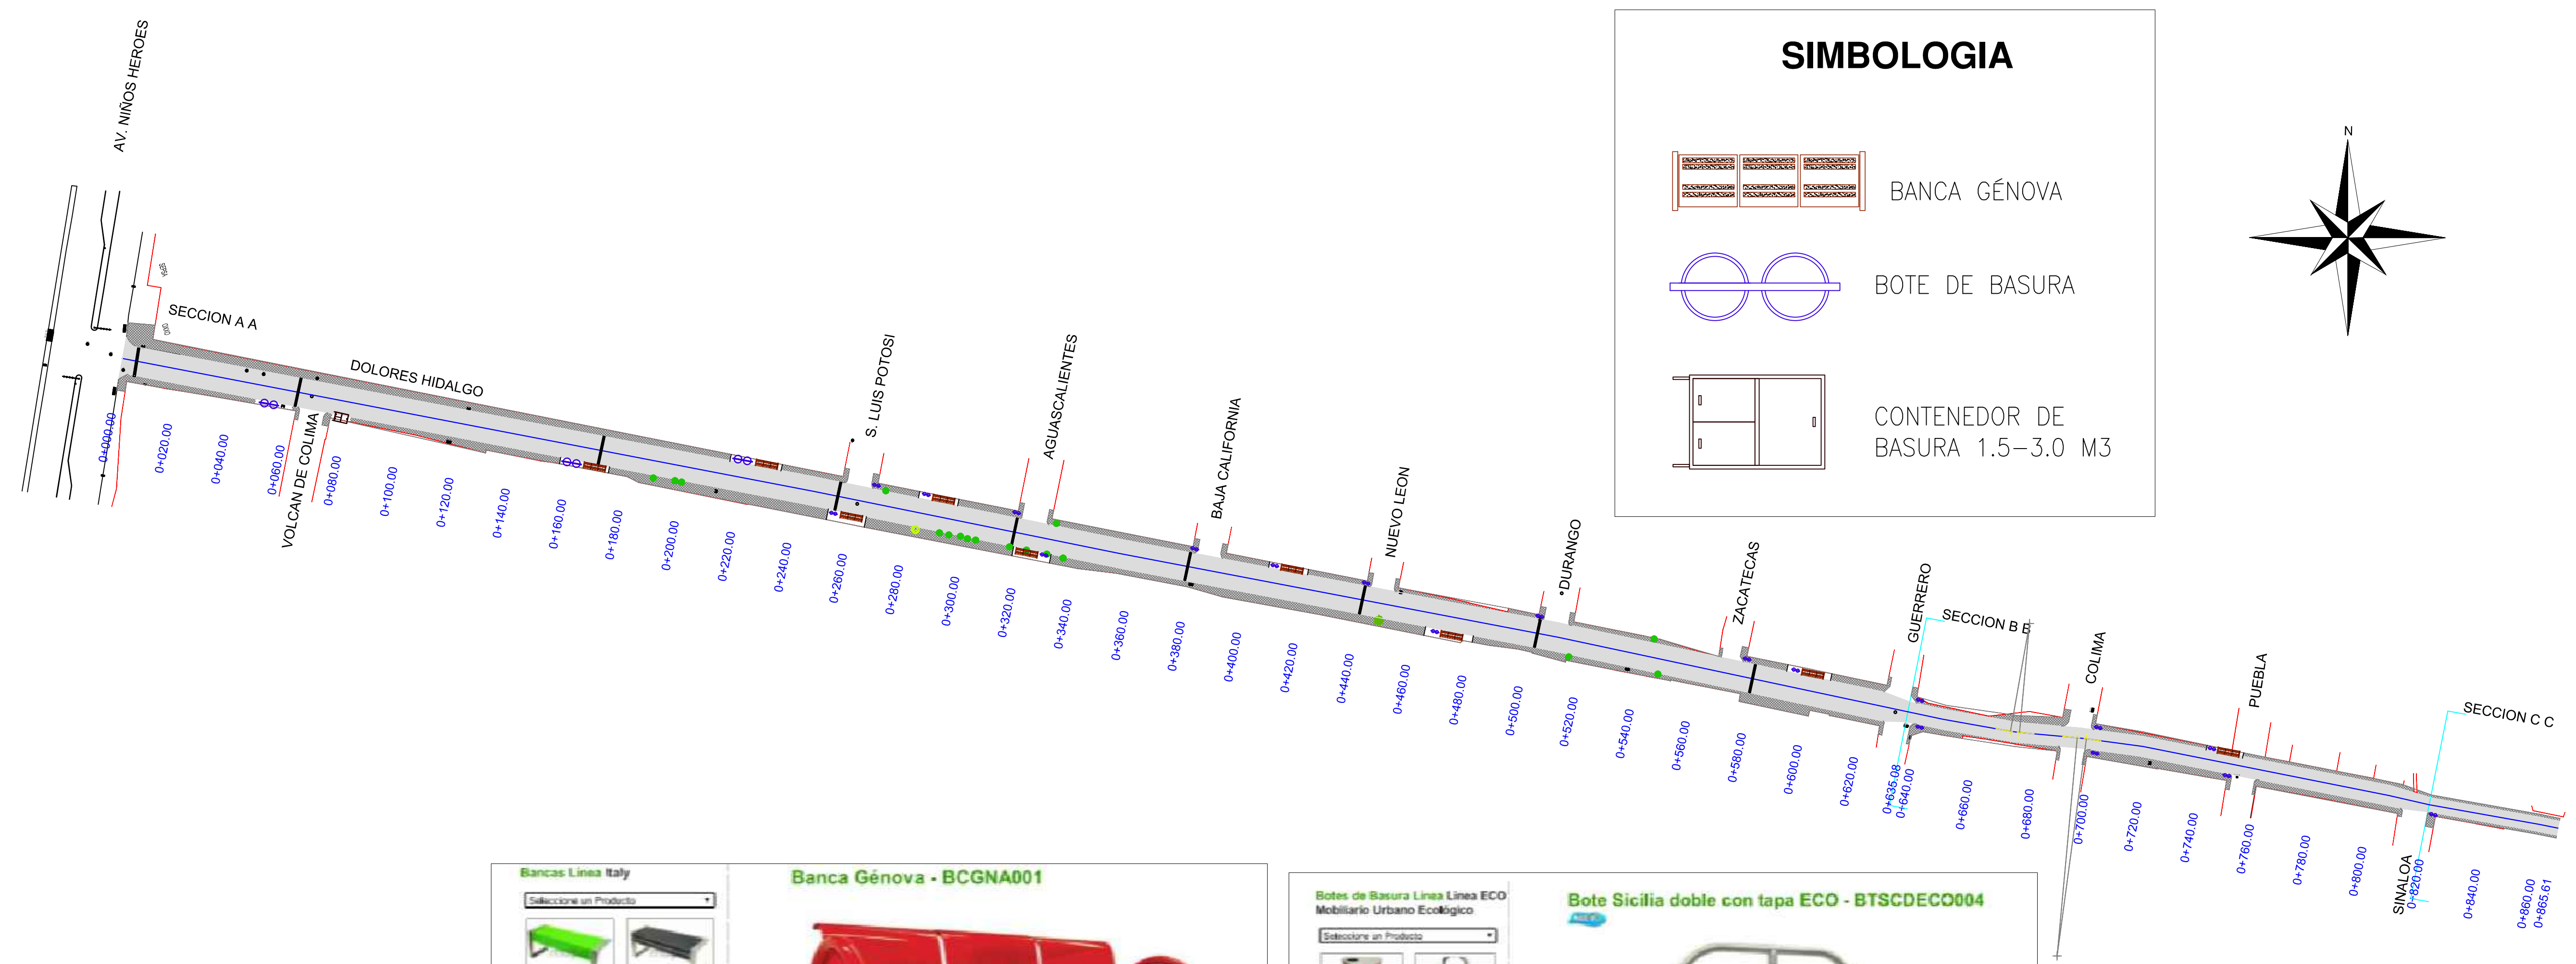 AV. NIÑOS HEROES
SIMBOLOGIA
BANCA GÉNOVA
BOTE DE BASURA
CONTENEDOR DE
BASURA 1.5-3.0 M3
N
SECCION A A
DOLORES HIDALGO
VOLCAN DE COLIMA
S. LUIS POTOSI
AGUASCALIENTES
BAJA CALIFORNIA
NUEVO LEON
DURANGO
ZACATECAS
GUERRERO
SECCION B B
COLIMA
PUEBLA
SECCION C C
SINALOA
0+000.00
0+020.00
0+040.00
0+060.00
0+080.00
0+100.00
0+120.00
0+140.00
0+160.00
0+180.00
0+200.00
0+220.00
0+240.00
0+260.00
0+280.00
0+300.00
0+320.00
0+340.00
0+360.00
0+380.00
0+400.00
0+420.00
0+440.00
0+460.00
0+480.00
0+500.00
0+520.00
0+540.00
0+560.00
0+580.00
0+600.00
0+620.00
0+635.08
0+640.00
0+660.00
0+680.00
0+700.00
0+720.00
0+740.00
0+760.00
0+780.00
0+800.00
0+820.00
0+840.00
0+860.00
0+865.61
Bancas Linea Italy
Seleccione un Producto
Banca Génova - BCGNA001
Botes de Basura Linea Linea ECO
Mobiliario Urbano Ecológico
Seleccione un Producto
Bote Sicilia doble con tapa ECO - BTSCDECO004